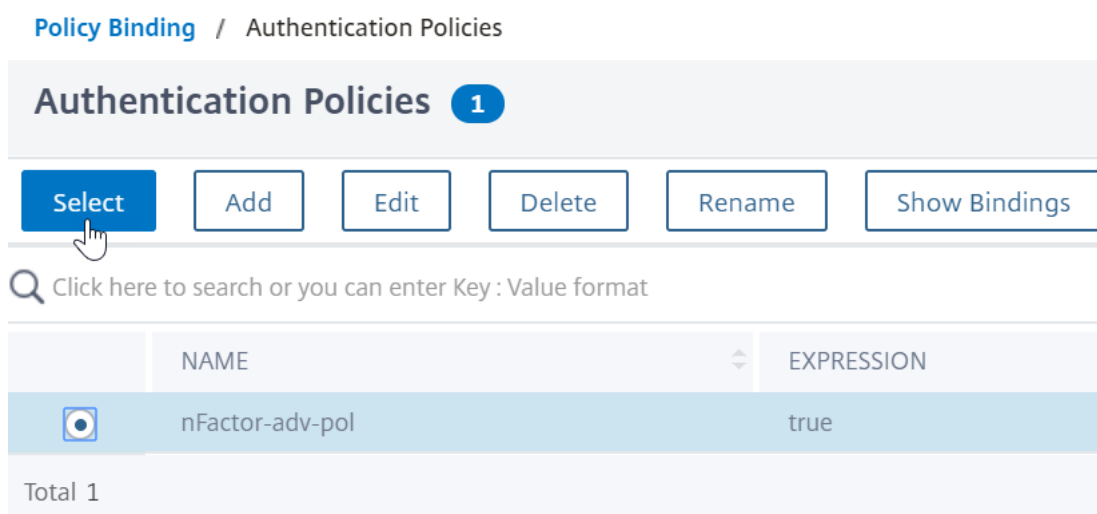 Policy Binding / Authentication Policies
Authentication Policies 1
Select Add Edit Delete Rename Show Bindings
Click here to search or you can enter Key : Value format
NAME EXPRESSION
nFactor-adv-pol true
Total 1